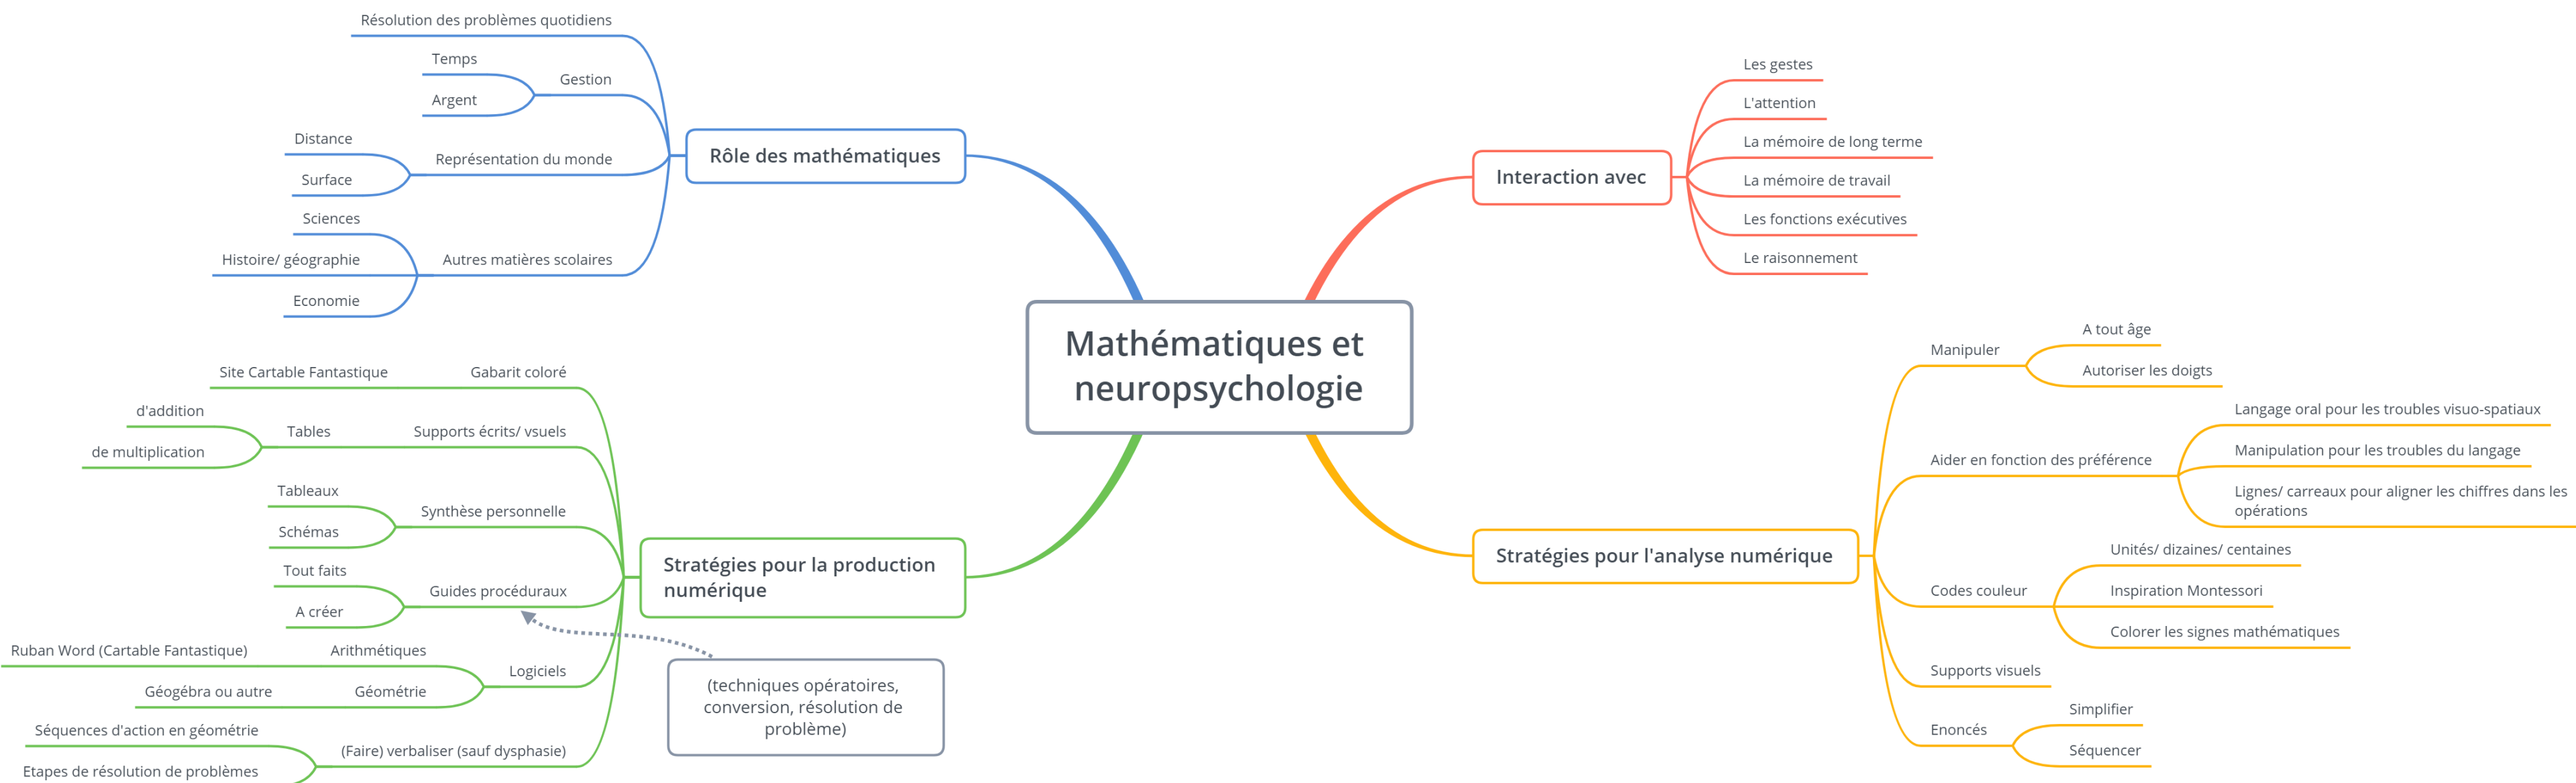 Mathématiques et
neuropsychologie
Rôle des mathématiques
Résolution des problèmes quotidiens
Gestion
Temps
Argent
Représentation du monde
Distance
Surface
Autres matières scolaires
Sciences
Histoire/ géographie
Economie
Interaction avec
Les gestes
L'attention
La mémoire de long terme
La mémoire de travail
Les fonctions exécutives
Le raisonnement
Stratégies pour la production
numérique
Gabarit coloré
Site Cartable Fantastique
Supports écrits/ vsuels
Tables
d'addition
de multiplication
Synthèse personnelle
Tableaux
Schémas
Guides procéduraux
Tout faits
A créer
Logiciels
Arithmétiques
Ruban Word (Cartable Fantastique)
Géométrie
Géogébra ou autre
(Faire) verbaliser (sauf dysphasie)
Séquences d'action en géométrie
Etapes de résolution de problèmes
(techniques opératoires,
conversion, résolution de
problème)
Stratégies pour l'analyse numérique
Manipuler
A tout âge
Autoriser les doigts
Aider en fonction des préférence
Langage oral pour les troubles visuo-spatiaux
Manipulation pour les troubles du langage
Lignes/ carreaux pour aligner les chiffres dans les
opérations
Codes couleur
Unités/ dizaines/ centaines
Inspiration Montessori
Colorer les signes mathématiques
Supports visuels
Enoncés
Simplifier
Séquencer